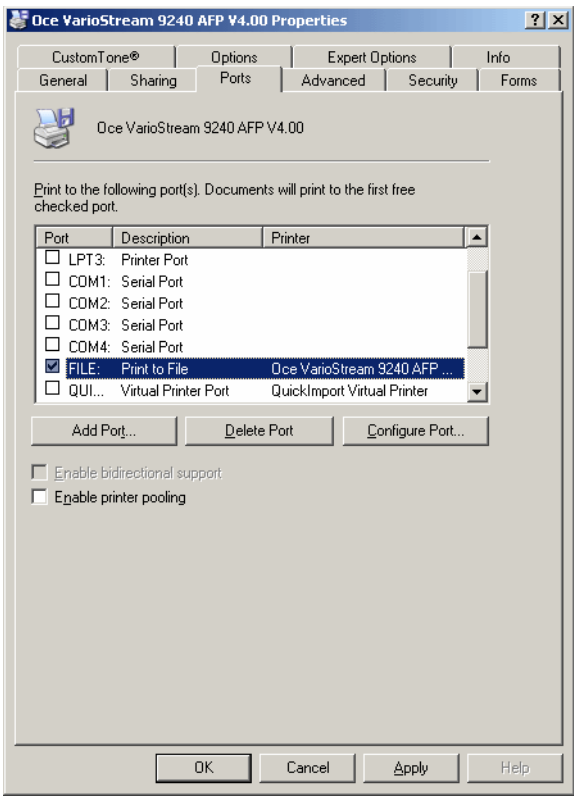 Oce VarioStream 9240 AFP V4.00 Properties
CustomTone® Options Expert Options Info
General Sharing Ports Advanced Security Forms
Oce VarioStream 9240 AFP V4.00
Print to the following port(s). Documents will print to the first free
checked port.
Port Description Printer
LPT3: Printer Port
COM1: Serial Port
COM2: Serial Port
COM3: Serial Port
COM4: Serial Port
FILE: Print to File Oce VarioStream 9240 AFP ...
QUI... Virtual Printer Port QuickImport Virtual Printer
Add Port... Delete Port Configure Port...
Enable bidirectional support
Enable printer pooling
OK Cancel Apply Help